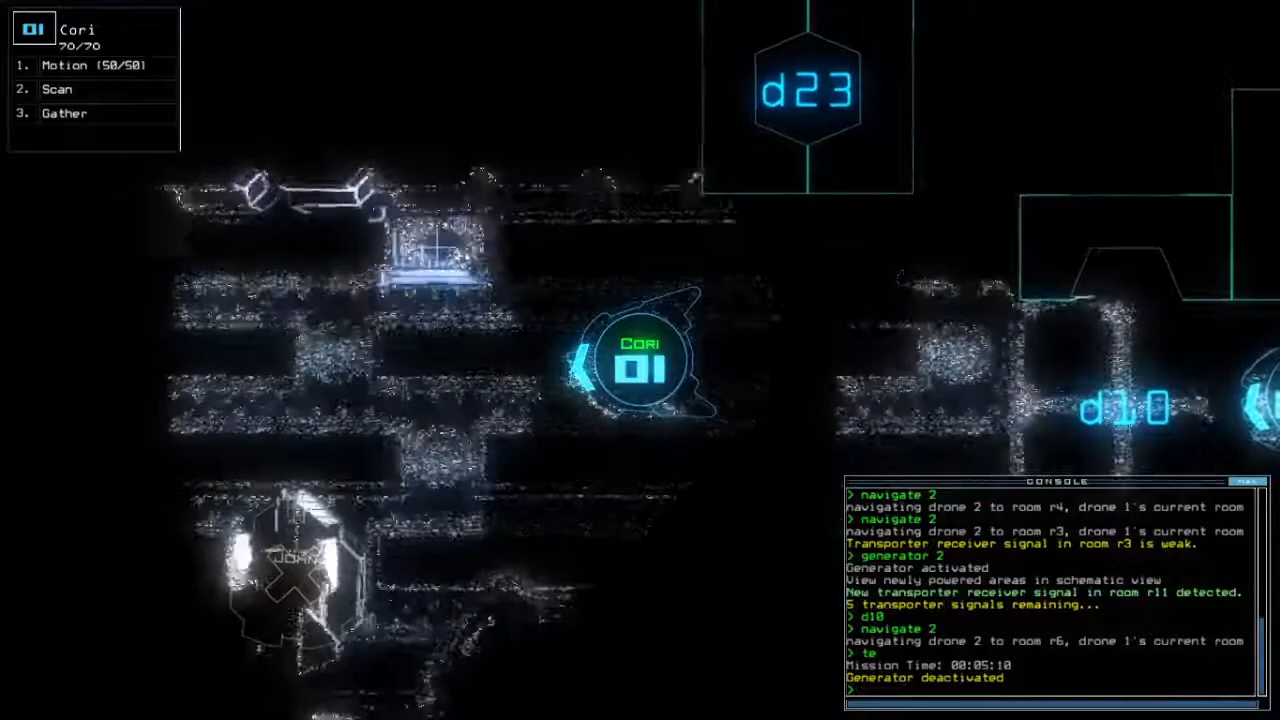 01 Cori
70/70
1. Motion (50/50)
2. Scan
3. Gather
d23
Cori
01
d10
CONSOLE
> navigate 2
navigating drone 2 to room r4, drone 1's current room
> navigate 2
navigating drone 2 to room r3, drone 1's current room
Transporter receiver signal in room r3 is weak.
> generator 2
Generator activated
View newly powered areas in schematic view
New transporter receiver signal in room r11 detected.
5 transporter signals remaining...
> d10
> navigate 2
navigating drone 2 to room r6, drone 1's current room
> te
Mission Time: 00:05:10
Generator deactivated
>